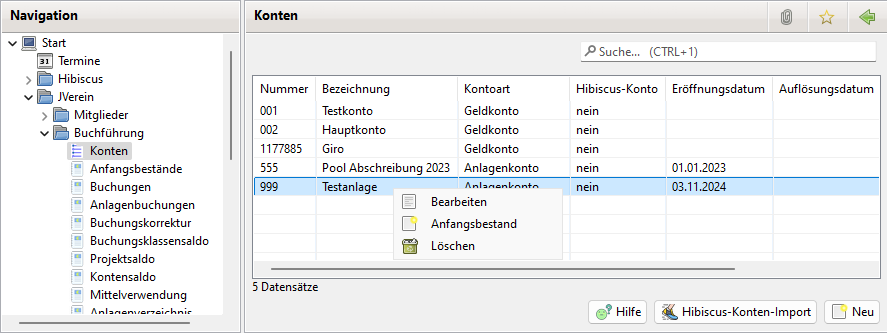 Navigation
Start
31 Termine
Hibiscus
JVerein
Mitglieder
Buchführung
Konten
Anfangsbestände
Buchungen
Anlagenbuchungen
Buchungskorrektur
Buchungsklassensaldo
Projektsaldo
Kontensaldo
Mittelverwendung
Anlagenverzeichnis
Konten
Suche... (CTRL+1)
Nummer Bezeichnung Kontoart Hibiscus-Konto Eröffnungsdatum Auflösungsdatum
001 Testkonto Geldkonto nein
002 Hauptkonto Geldkonto nein
1177885 Giro Geldkonto nein
555 Pool Abschreibung 2023 Anlagenkonto nein 01.01.2023
999 Testanlage Anlagenkonto nein 03.11.2024
Bearbeiten
Anfangsbestand
Löschen
5 Datensätze
Hilfe Hibiscus-Konten-Import Neu